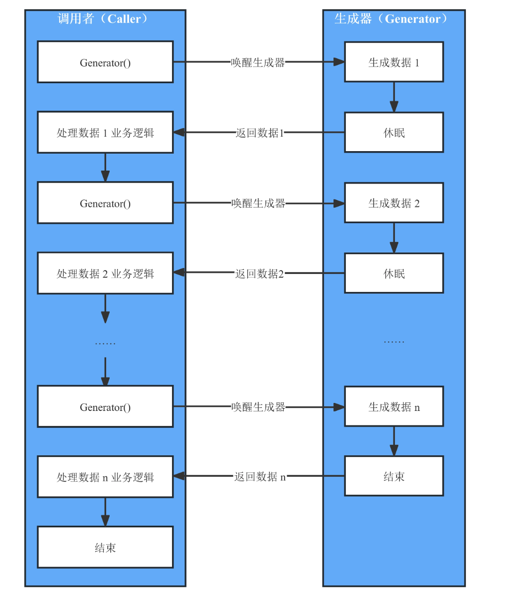 调用者（Caller）
生成器（Generator）
Generator()
唤醒生成器
生成数据 1
处理数据 1 业务逻辑
返回数据1
休眠
Generator()
唤醒生成器
生成数据 2
处理数据 2 业务逻辑
返回数据2
休眠
……
……
Generator()
唤醒生成器
生成数据 n
处理数据 n 业务逻辑
返回数据 n
结束
结束